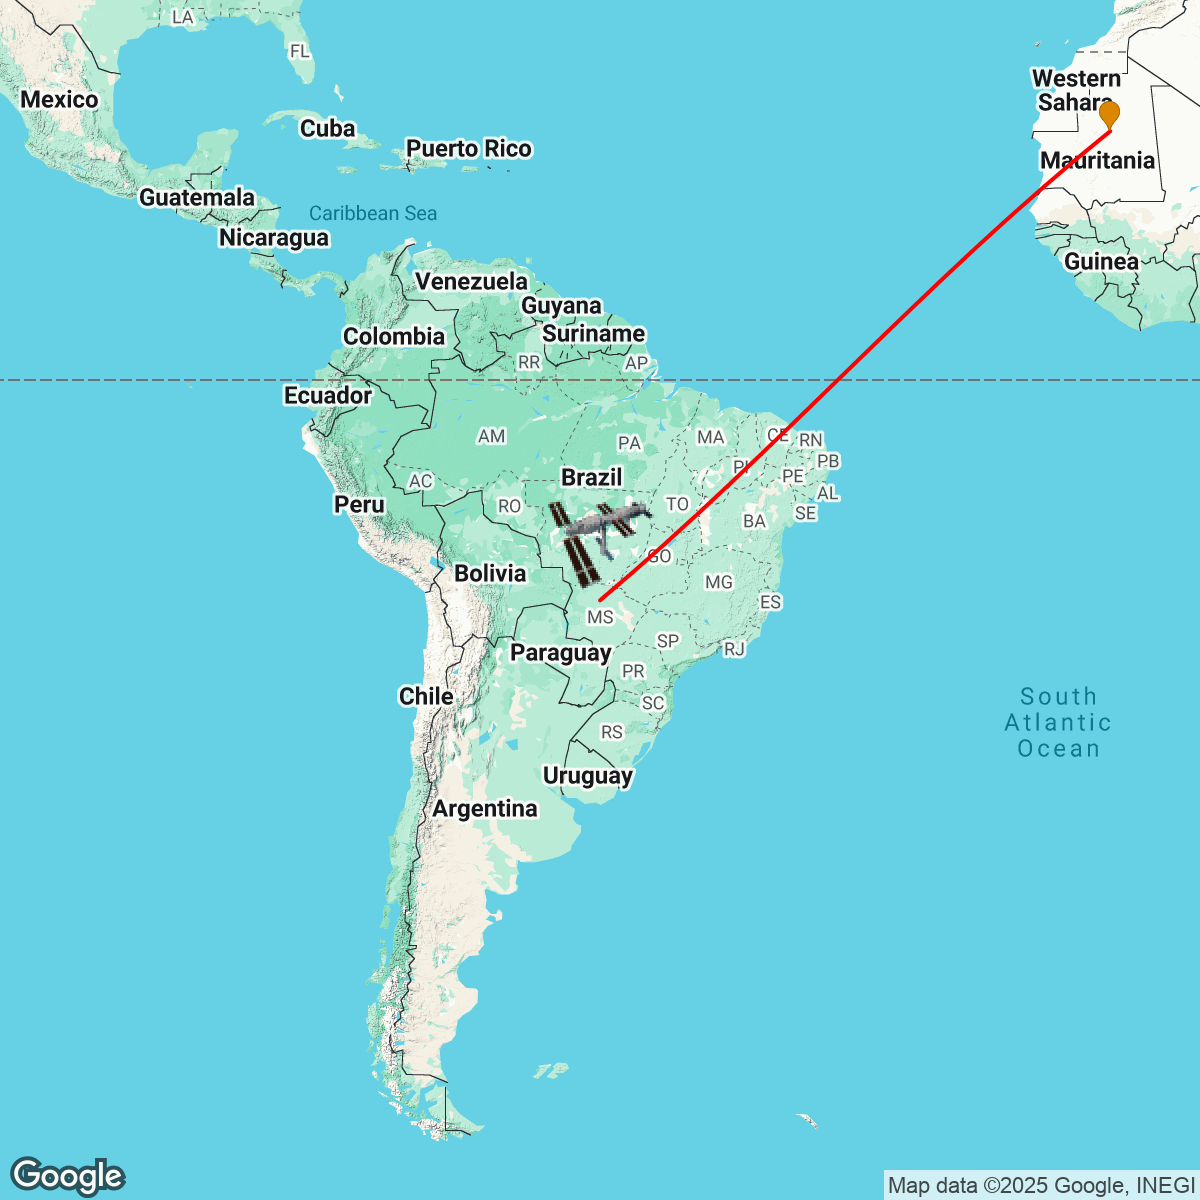 LA
FL
Mexico
Cuba
Puerto Rico
Guatemala
Caribbean Sea
Nicaragua
Venezuela
Guyana
Suriname
Colombia
RR
AP
Ecuador
AM
PA
MA
CE
RN
PI
PB
Brazil
AC
PE
Peru
RO
TO
AL
BA
SE
GO
Bolivia
MG
MS
ES
SP
RJ
Paraguay
PR
Chile
SC
RS
Uruguay
Argentina
Western
Sahara
Mauritania
Guinea
South
Atlantic
Ocean
Google
Map data ©2025 Google, INEGI